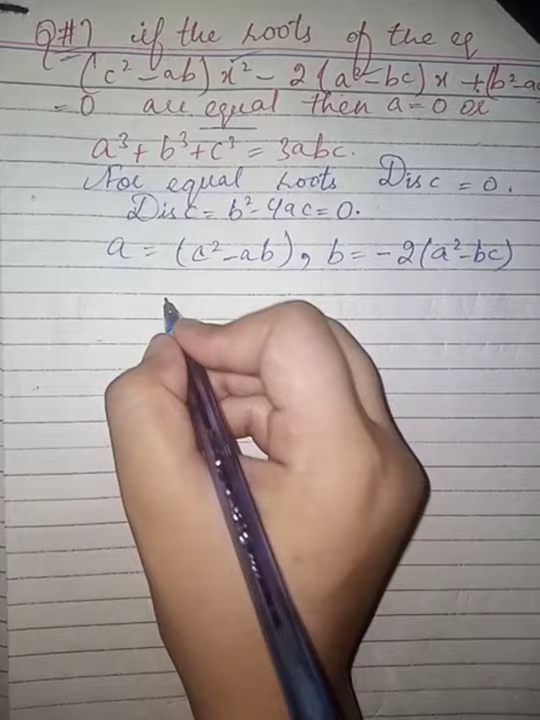 Q#7 if the roots of the eq
(c²-ab)x²-2(a²-bc)x+(b²-ac
=0 are equal then a=0 or
a³+b³+c³=3abc.
For equal roots Disc=0.
Disc=b²-4ac=0.
a=(c²-ab), b=-2(a²-bc)